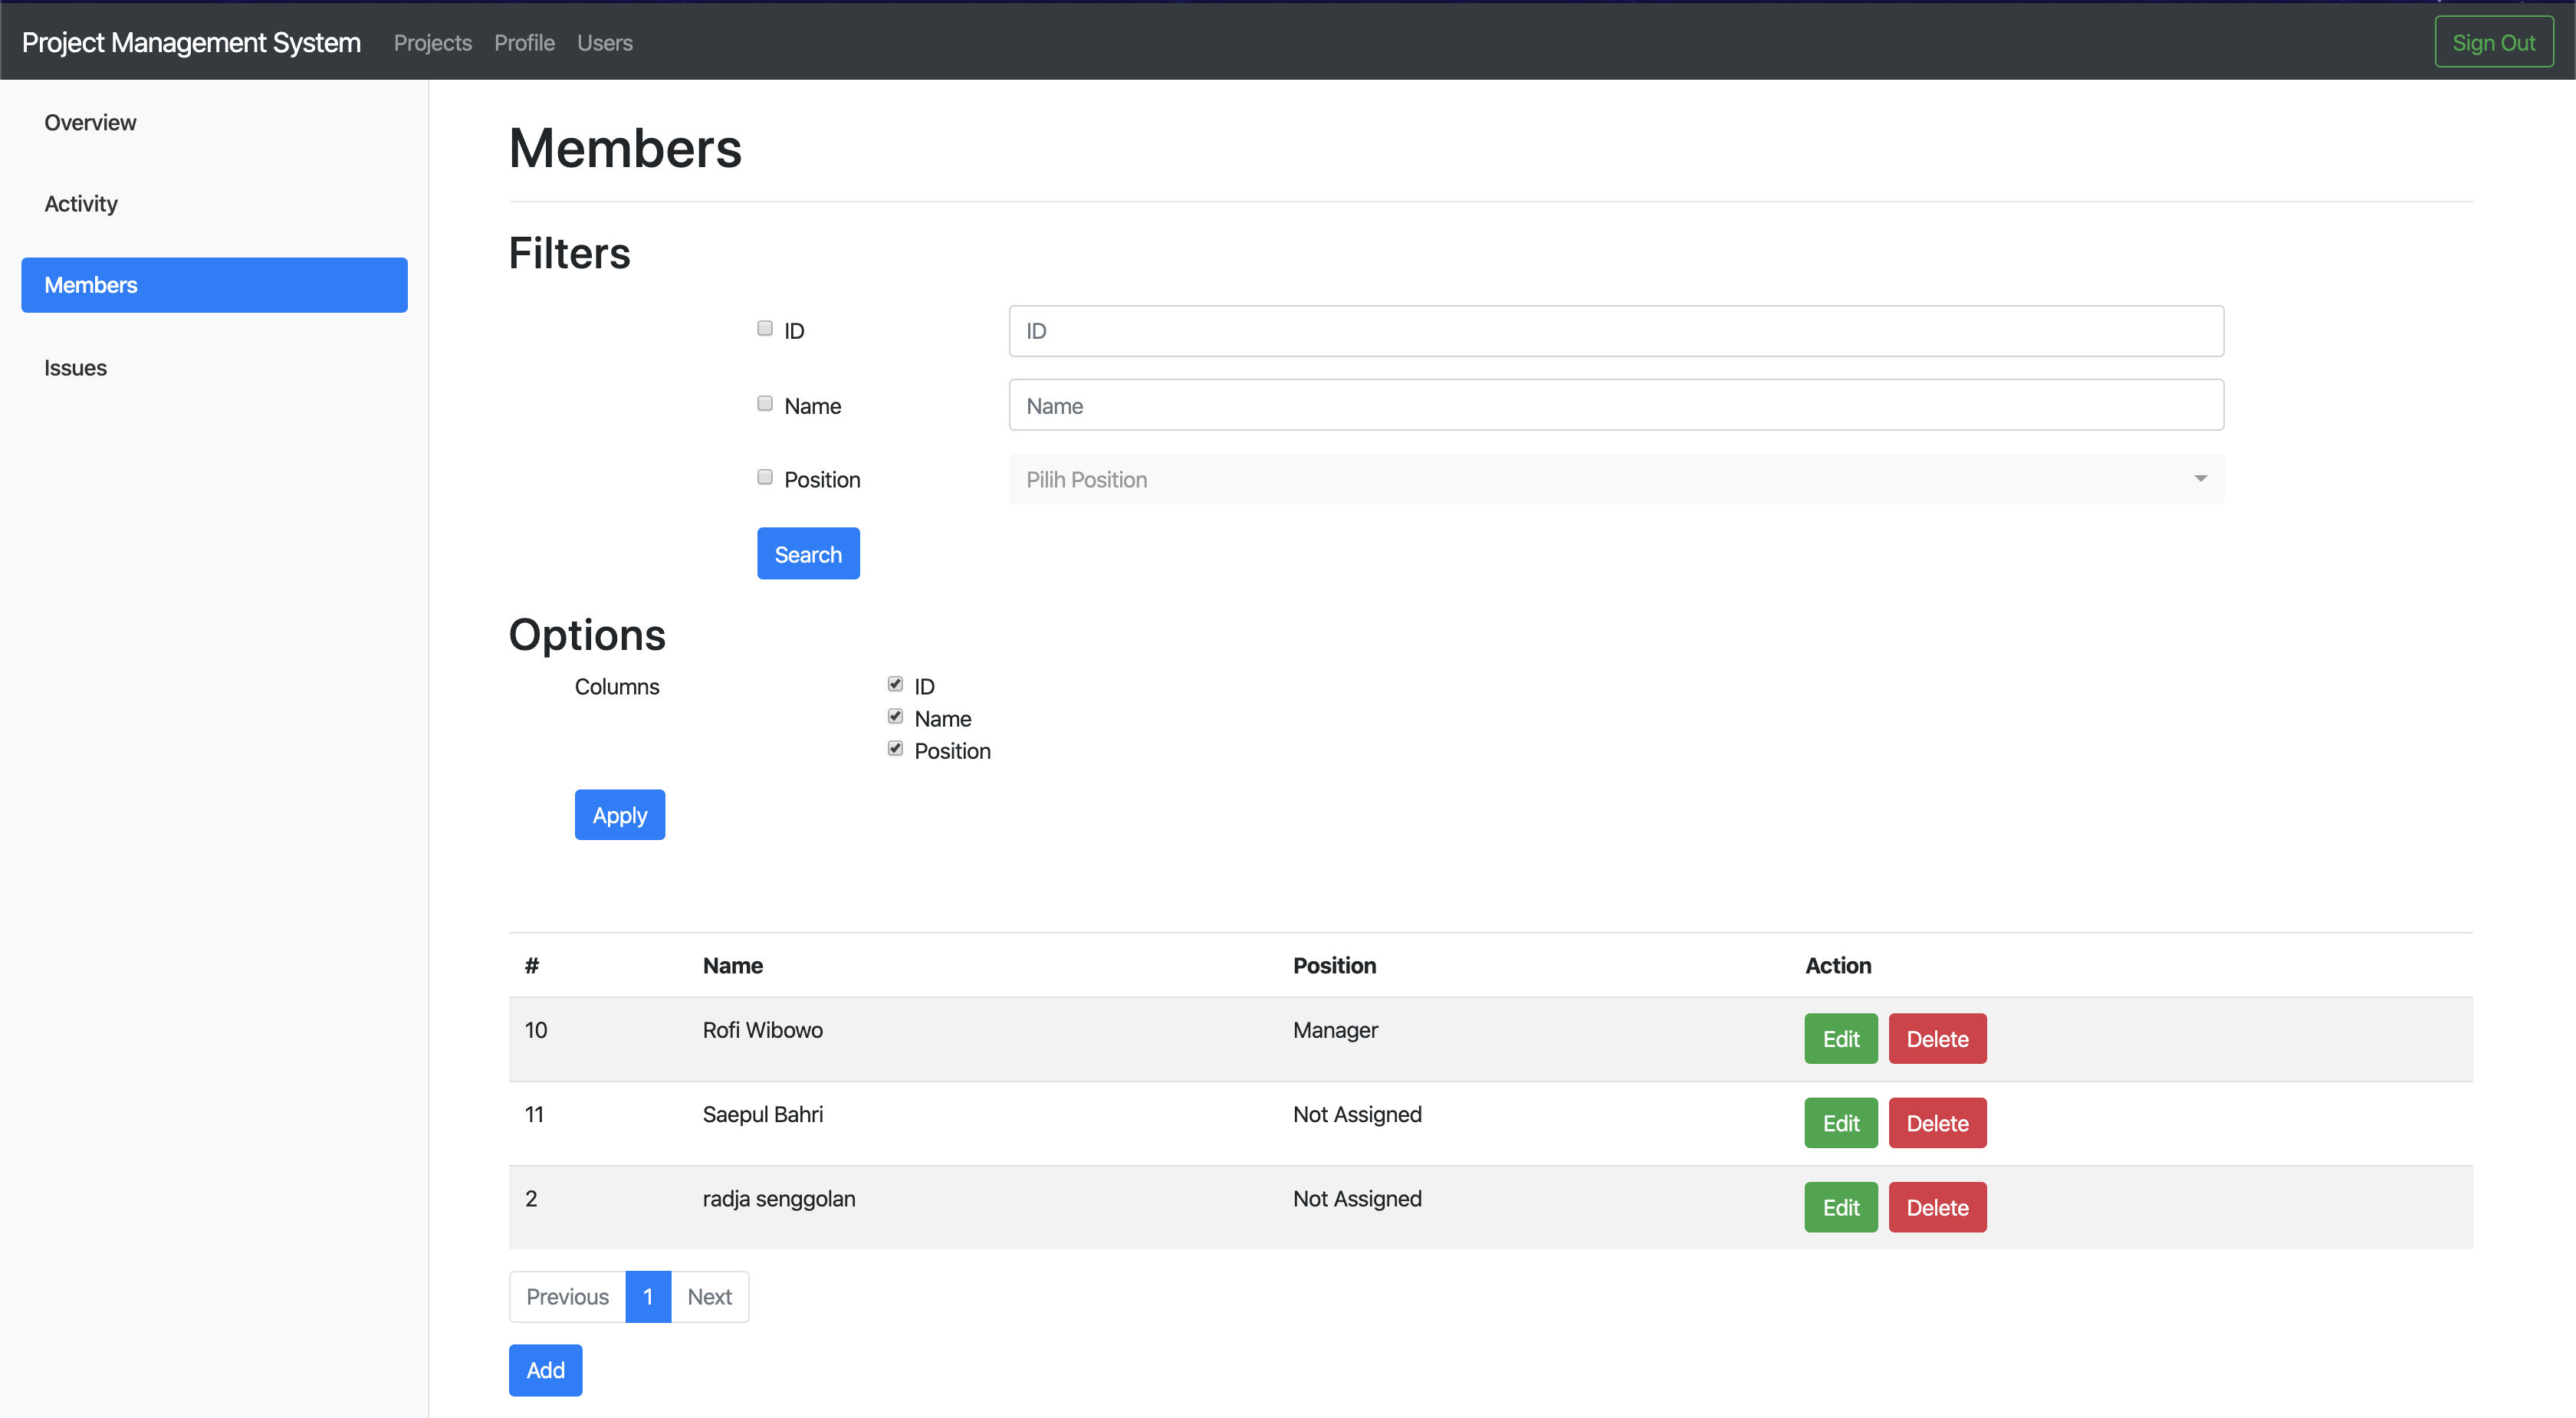 Project Management System Projects Profile Users Sign Out
Overview
Activity
Members
Issues
Members
Filters
ID ID
Name Name
Position Pilih Position
Search
Options
Columns ID
Name
Position
Apply
# Name Position Action
10 Rofi Wibowo Manager Edit Delete
11 Saepul Bahri Not Assigned Edit Delete
2 radja senggolan Not Assigned Edit Delete
Previous 1 Next
Add